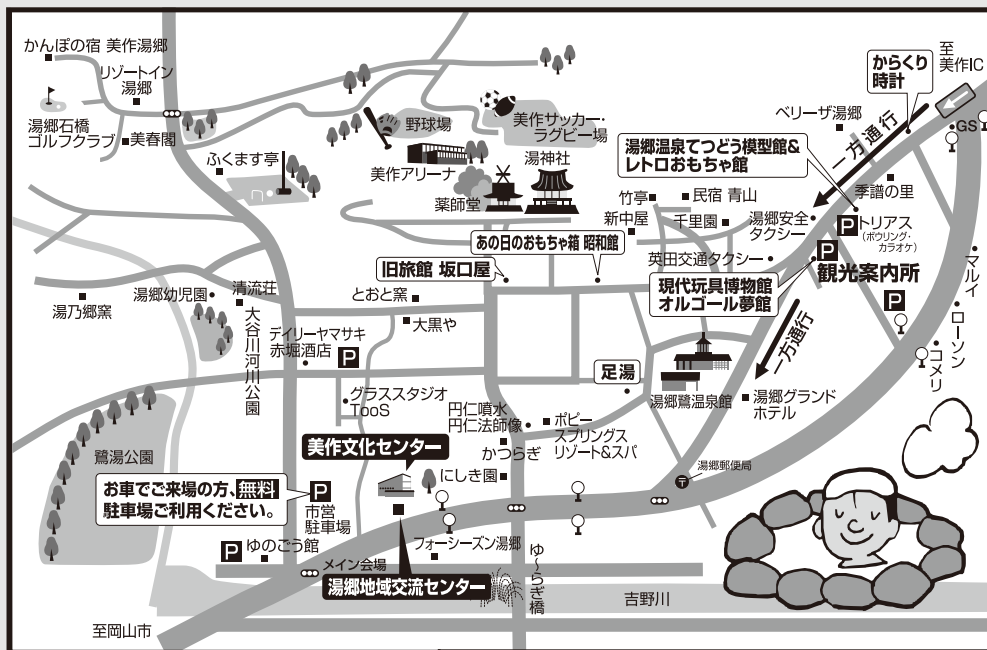 かんぽの宿 美作湯郷
リゾートイン
湯郷
湯郷石橋
ゴルフクラブ
美春閣
ふくます亭
野球場
美作アリーナ
美作サッカー・
ラグビー場
湯神社
薬師堂
からくり
時計
至
美作IC
GS
ベリーザ湯郷
一方通行
湯郷温泉てつどう模型館&
レトロおもちゃ館
季譜の里
竹亭
民宿 青山
新中屋
千里園
湯郷安全
タクシー
P
トリアス
(ボウリング・
カラオケ)
英田交通タクシー
P
観光案内所
現代玩具博物館
オルゴール夢館
あの日のおもちゃ箱 昭和館
旧旅館 坂口屋
マルイ
P
ローソン
コメリ
一方通行
湯乃郷窯
湯郷幼児園
清流荘
大谷川河川公園
とおと窯
大黒や
デイリーヤマサキ
赤堀酒店
P
足湯
湯郷鷺温泉館
湯郷グランド
ホテル
グラススタジオ
TooS
円仁噴水
円仁法師像
かつらぎ
ポピー
スプリングス
リゾート&スパ
にしき園
美作文化センター
鷺湯公園
お車でご来場の方、無料
駐車場ご利用ください。
P
市営
駐車場
〒
湯郷郵便局
P
ゆのごう館
メイン会場
湯郷地域交流センター
フォーシーズン湯郷
ゆ〜らぎ橋
吉野川
至岡山市